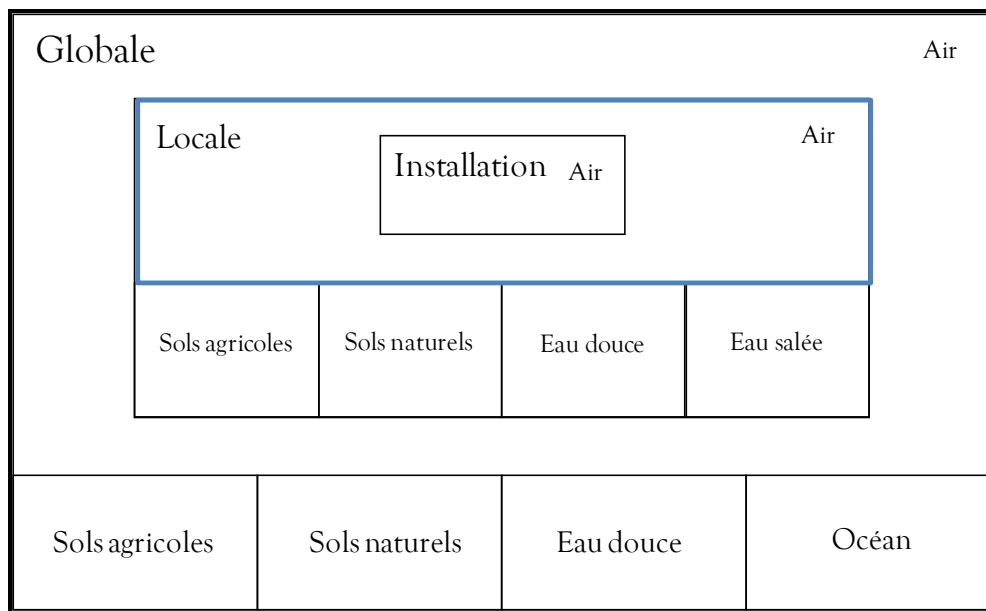 Globale
Air
Locale
Air
Installation
Air
Sols agricoles
Sols naturels
Eau douce
Eau salée
Sols agricoles
Sols naturels
Eau douce
Océan